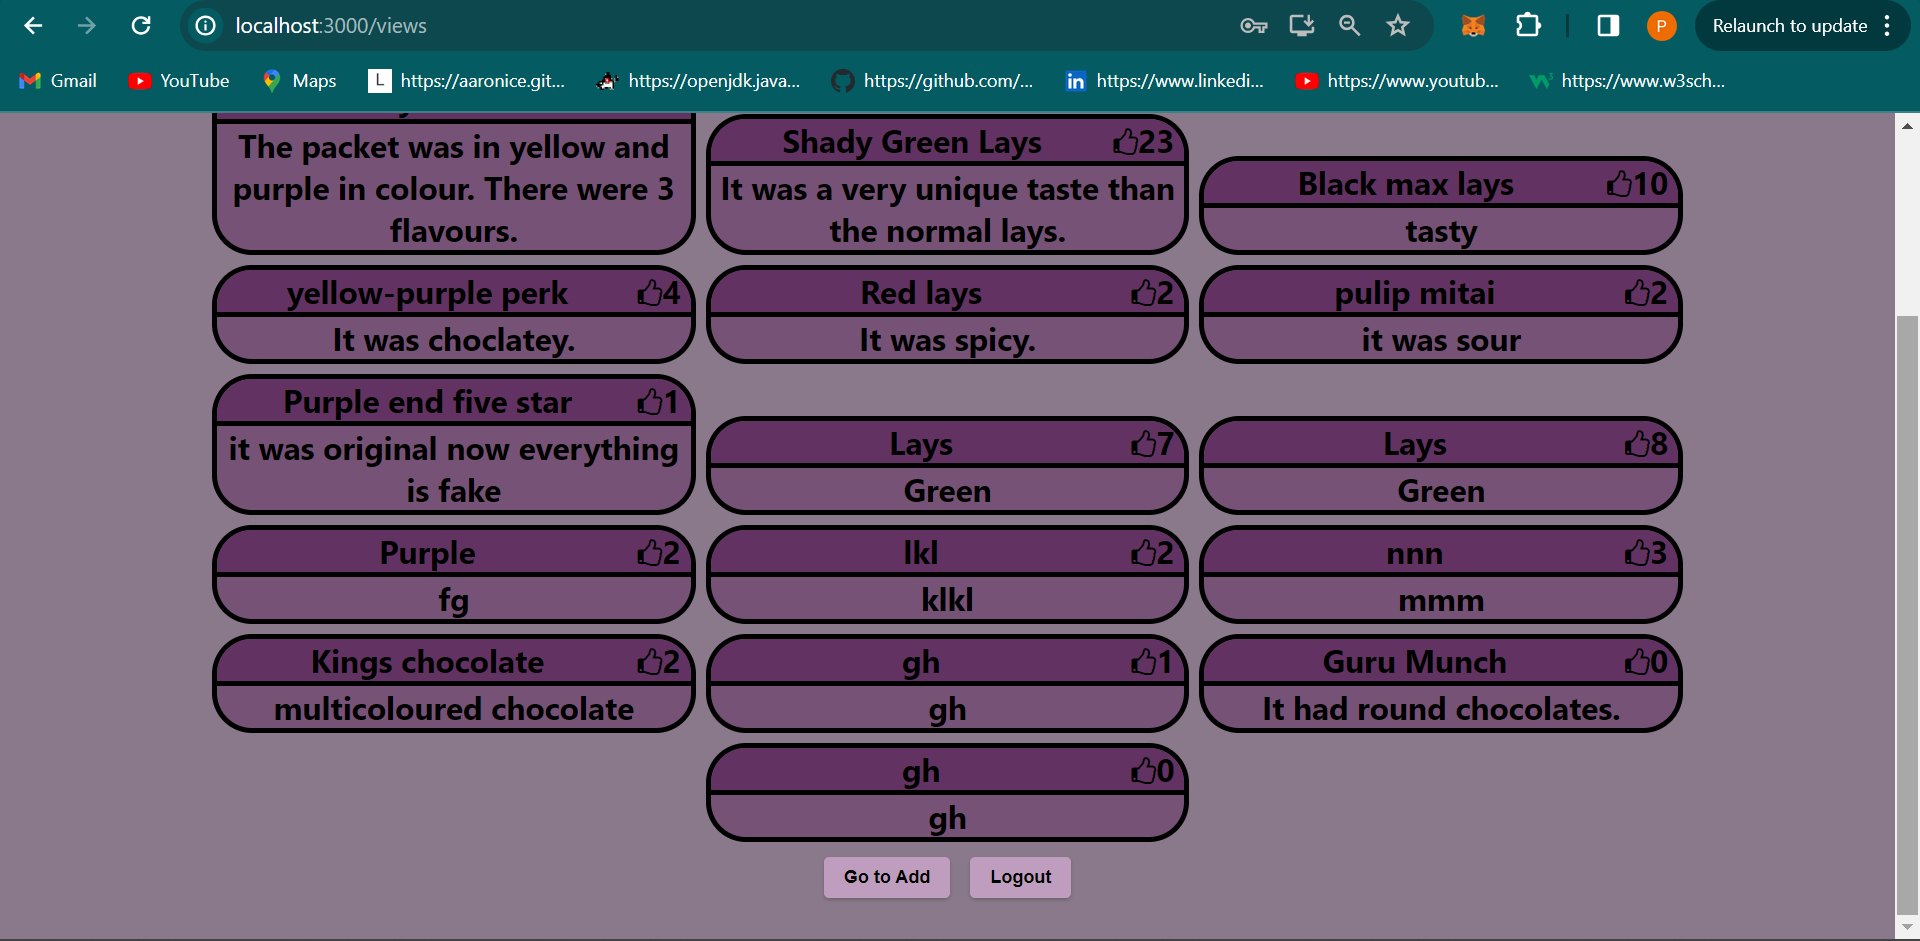 localhost:3000/views
P
Relaunch to update
Gmail
YouTube
Maps
L
https://aaronice.git...
https://openjdk.java...
https://github.com/...
in
https://www.linkedi...
https://www.youtub...
https://www.w3sch...
The packet was in yellow and
purple in colour. There were 3
flavours.
Shady Green Lays 23
It was a very unique taste than
the normal lays.
Black max lays 10
tasty
yellow-purple perk 4
It was choclatey.
Red lays 2
It was spicy.
pulip mitai 2
it was sour
Purple end five star 1
it was original now everything
is fake
Lays 7
Green
Lays 8
Green
Purple 2
fg
lkl 2
klkl
nnn 3
mmm
Kings chocolate 2
multicoloured chocolate
gh 1
gh
Guru Munch 0
It had round chocolates.
gh 0
gh
Go to Add
Logout